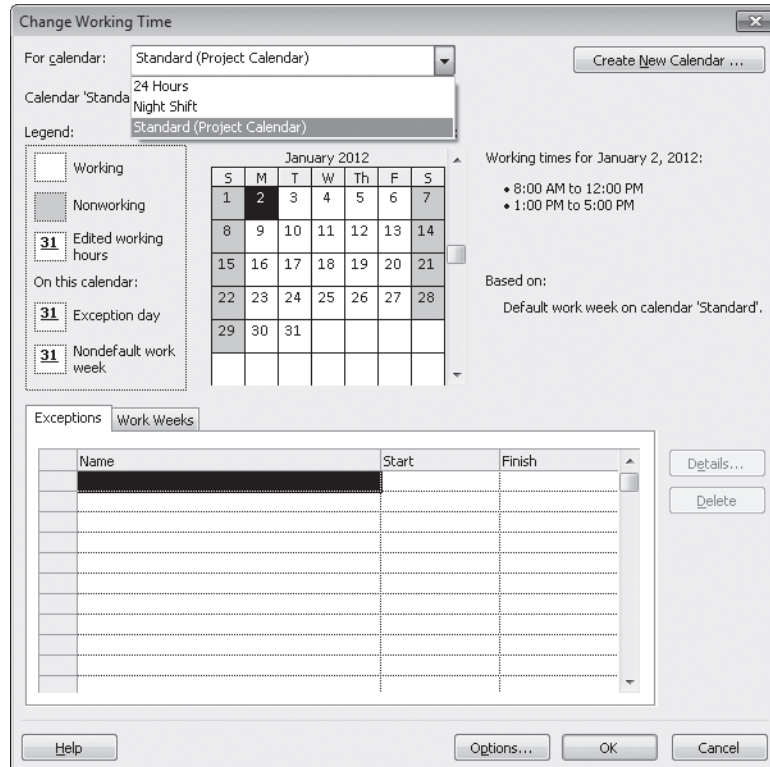 Change Working Time
For calendar: Standard (Project Calendar) Create New Calendar ...
24 Hours
Calendar 'Standa
Night Shift
Standard (Project Calendar)
Legend:
Working
Nonworking
31 Edited working
hours
On this calendar:
31 Exception day
31 Nondefault work
week
January 2012
S M T W Th F S
1 2 3 4 5 6 7
8 9 10 11 12 13 14
15 16 17 18 19 20 21
22 23 24 25 26 27 28
29 30 31
Working times for January 2, 2012:
• 8:00 AM to 12:00 PM
• 1:00 PM to 5:00 PM
Based on:
Default work week on calendar 'Standard'.
Exceptions Work Weeks
Name Start Finish
Details...
Delete
Help Options... OK Cancel